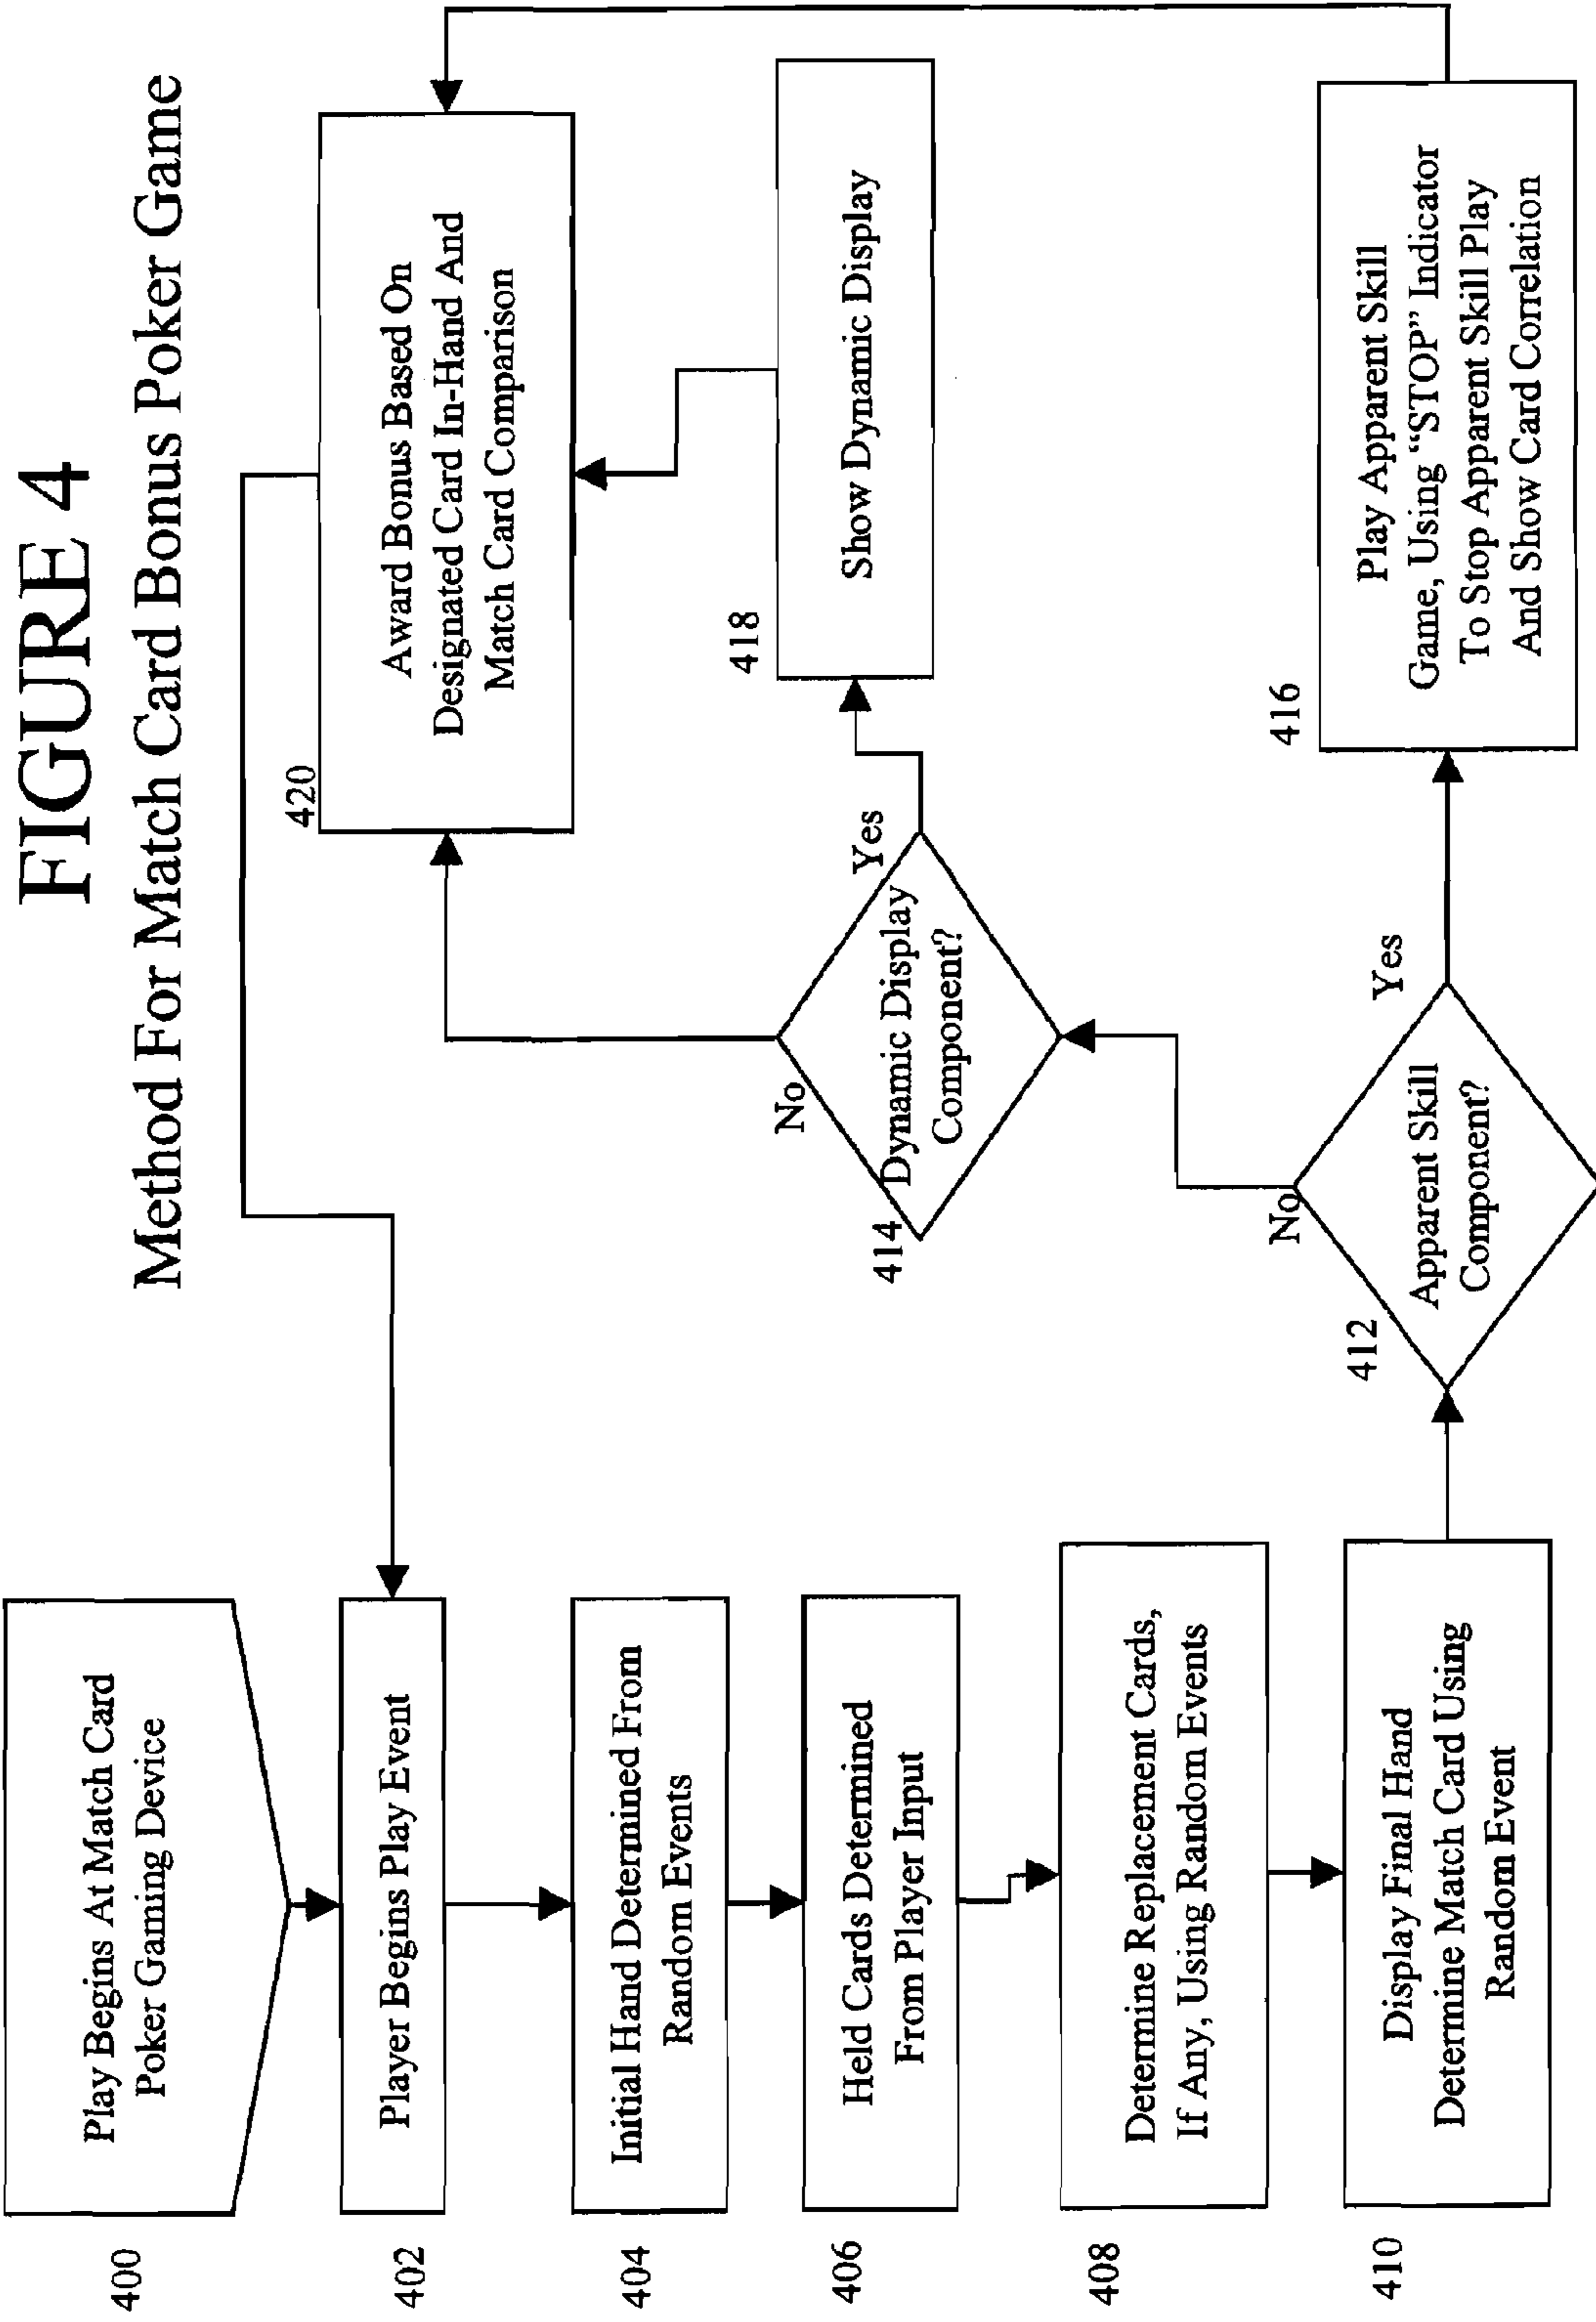 FIGURE 4
Method For Match Card Bonus Poker Game
400
Play Begins At Match Card
Poker Gaming Device
402
Player Begins Play Event
404
Initial Hand Determined From
Random Events
406
Held Cards Determined
From Player Input
408
Determine Replacement Cards,
If Any, Using Random Events
410
Display Final Hand
Determine Match Card Using
Random Event
412
Apparent Skill
Component?
No
Yes
414
Dynamic Display
Component?
No
Yes
416
Play Apparent Skill
Game, Using “STOP” Indicator
To Stop Apparent Skill Play
And Show Card Correlation
418
Show Dynamic Display
420
Award Bonus Based On
Designated Card In-Hand And
Match Card Comparison